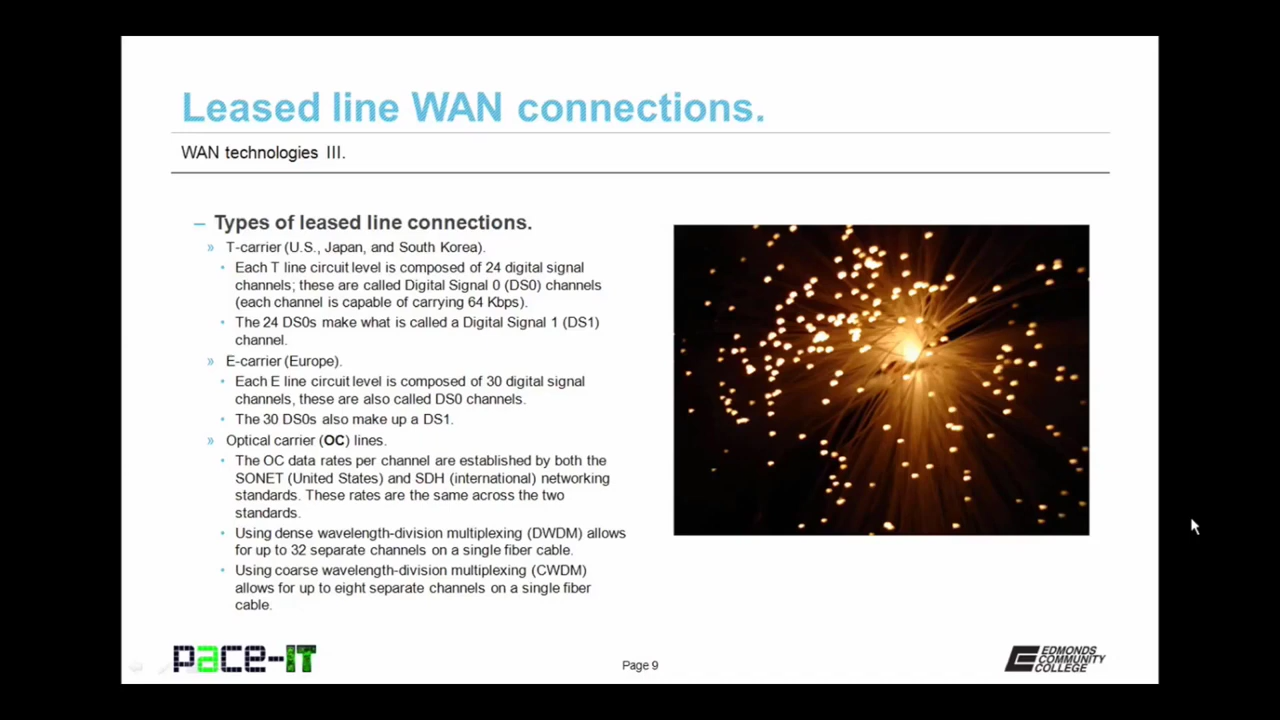 Leased line WAN connections.
WAN technologies III.
– Types of leased line connections.
» T-carrier (U.S., Japan, and South Korea).
• Each T line circuit level is composed of 24 digital signal
channels; these are called Digital Signal 0 (DS0) channels
(each channel is capable of carrying 64 Kbps).
• The 24 DS0s make what is called a Digital Signal 1 (DS1)
channel.
» E-carrier (Europe).
• Each E line circuit level is composed of 30 digital signal
channels, these are also called DS0 channels.
• The 30 DS0s also make up a DS1.
» Optical carrier (OC) lines.
• The OC data rates per channel are established by both the
SONET (United States) and SDH (international) networking
standards. These rates are the same across the two
standards.
• Using dense wavelength-division multiplexing (DWDM) allows
for up to 32 separate channels on a single fiber cable.
• Using coarse wavelength-division multiplexing (CWDM)
allows for up to eight separate channels on a single fiber
cable.
pace-IT
Page 9
EDMONDS
COMMUNITY
COLLEGE